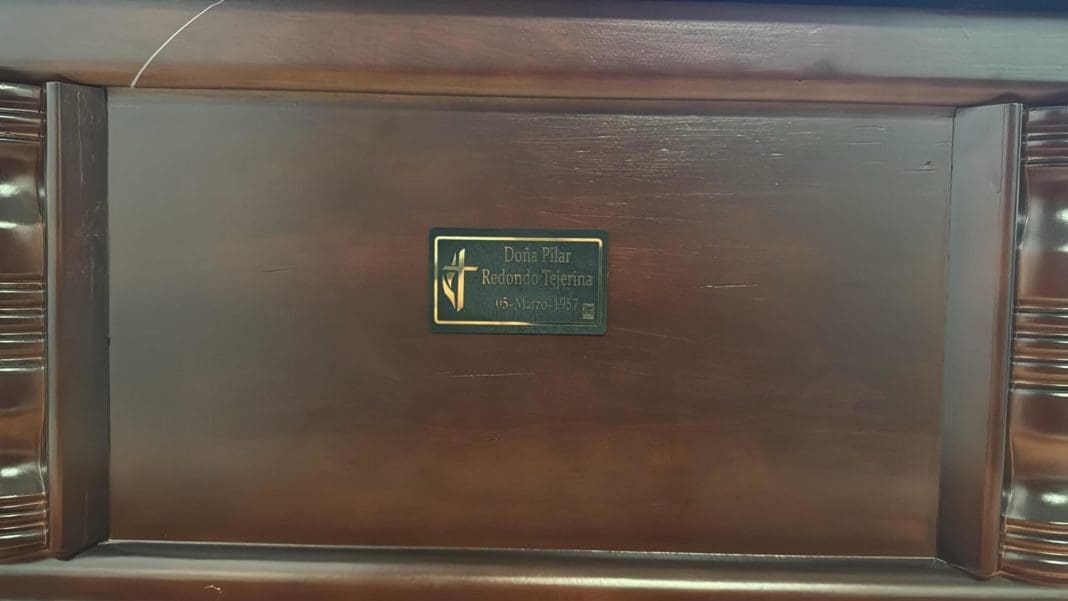 Doña Pilar
Redondo Tejerina
05-Marzo-1957